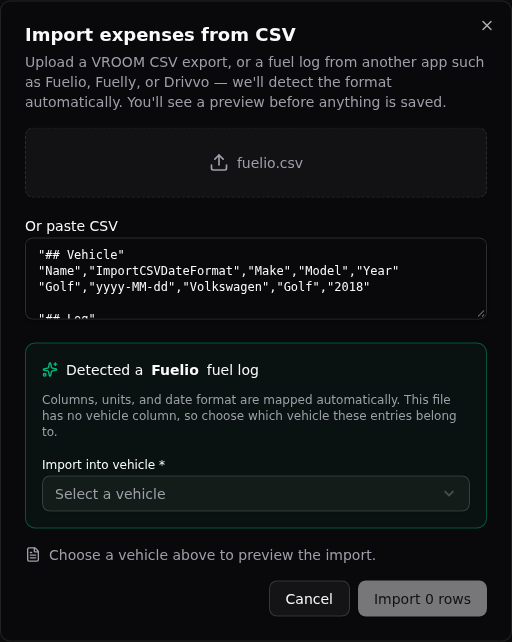 Import expenses from CSV
Upload a VROOM CSV export, or a fuel log from another app such
as Fuelio, Fuelly, or Drivvo — we'll detect the format
automatically. You'll see a preview before anything is saved.
fuelio.csv
Or paste CSV
"## Vehicle"
"Name","ImportCSVDateFormat","Make","Model","Year"
"Golf","yyyy-MM-dd","Volkswagen","Golf","2018"
"## Log"
Detected a Fuelio fuel log
Columns, units, and date format are mapped automatically. This file
has no vehicle column, so choose which vehicle these entries belong
to.
Import into vehicle *
Select a vehicle
Choose a vehicle above to preview the import.
Cancel
Import 0 rows